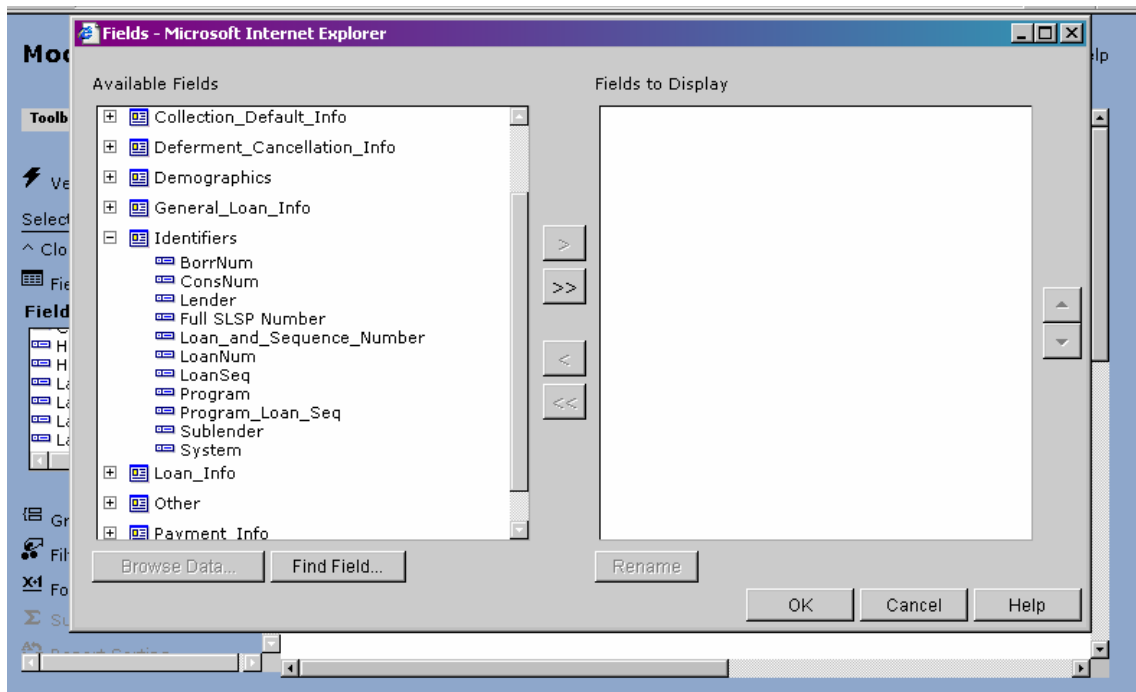 Fields - Microsoft Internet Explorer
Available Fields
Fields to Display
Toolb
Select
^ Clo
Field
Collection_Default_Info
Deferment_Cancellation_Info
Demographics
General_Loan_Info
Identifiers
BorrNum
ConsNum
Lender
Full SLSP Number
Loan_and_Sequence_Number
LoanNum
LoanSeq
Program
Program_Loan_Seq
Sublender
System
Loan_Info
Other
Payment_Info
>
>>
<
<<
Browse Data...
Find Field...
Rename
OK
Cancel
Help